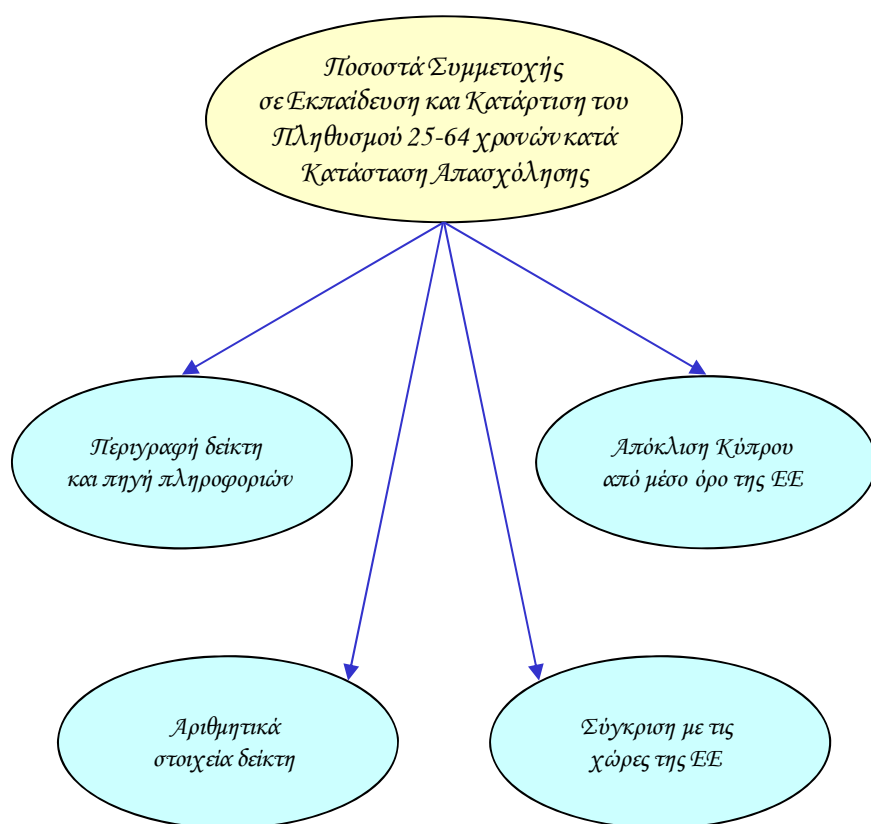 Ποσοστά Συμμετοχής
σε Εκπαίδευση και Κατάρτιση του
Πληθυσμού 25-64 χρονών κατά
Κατάσταση Απασχόλησης
Περιγραφή δείκτη
και πηγή πληροφοριών
Απόκλιση Κύπρου
από μέσο όρο της ΕΕ
Αριθμητικά
στοιχεία δείκτη
Σύγκριση με τις
χώρες της ΕΕ